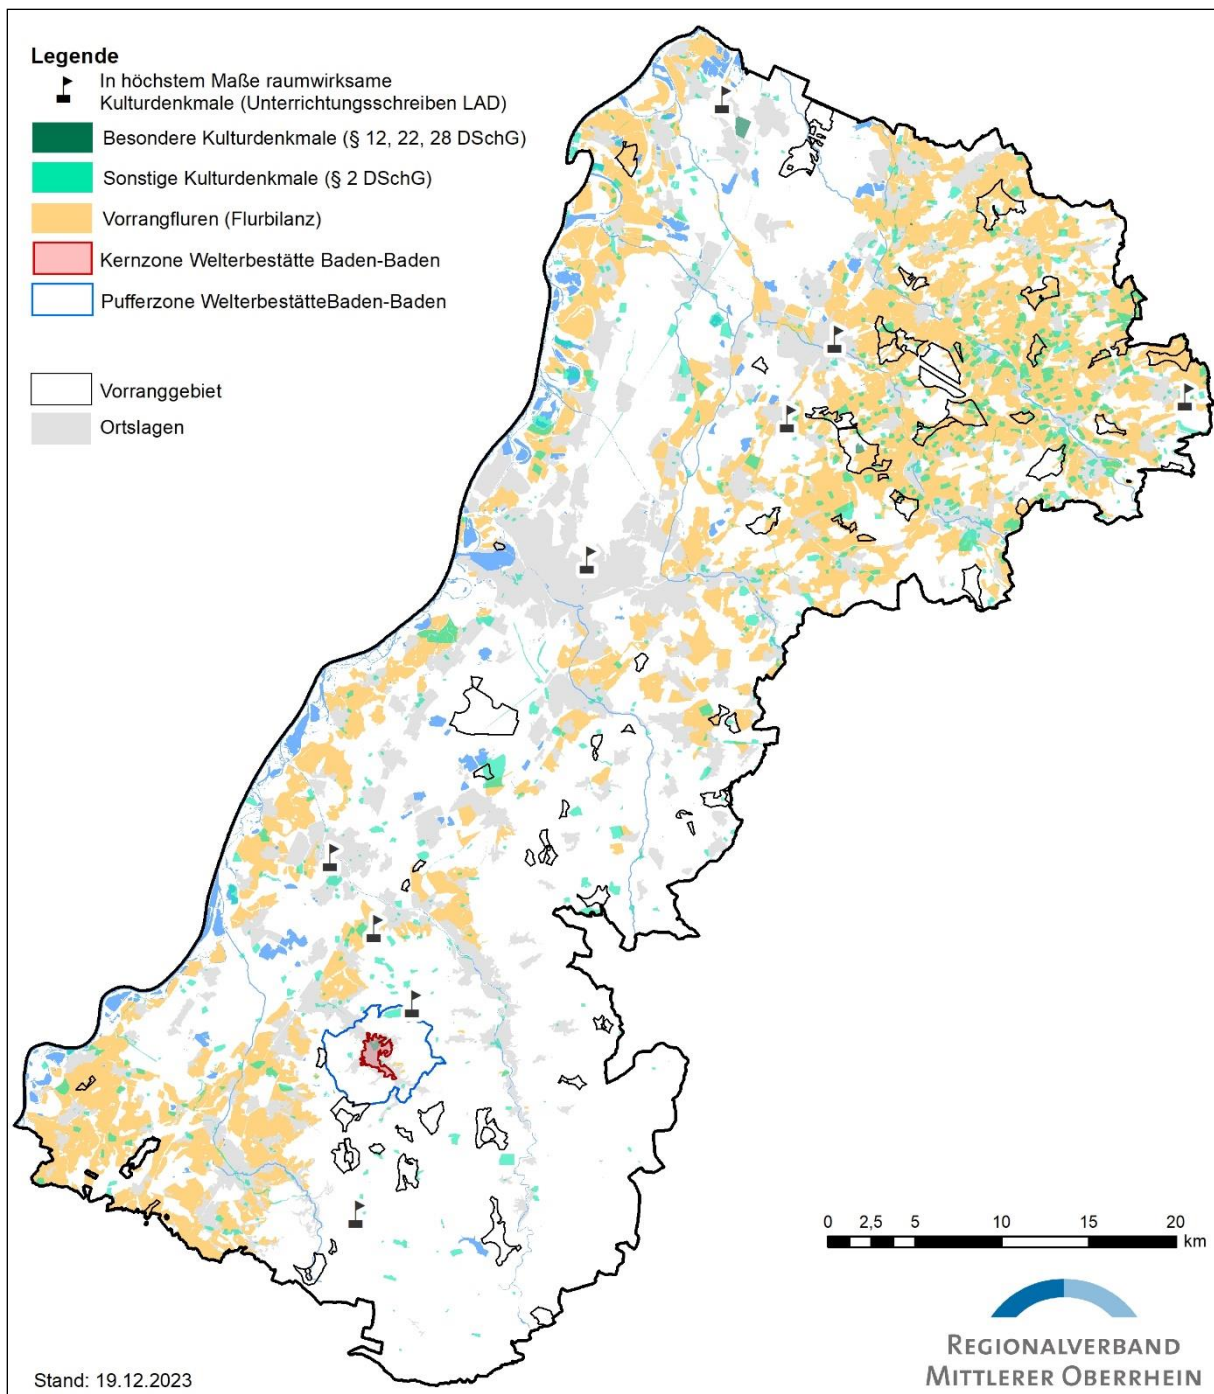 Legende
In höchstem Maße raumwirksame
Kulturdenkmale (Unterrichtungsschreiben LAD)
Besondere Kulturdenkmale (§ 12, 22, 28 DSchG)
Sonstige Kulturdenkmale (§ 2 DSchG)
Vorrangfluren (Flurbilanz)
Kernzone Welterbestätte Baden-Baden
Pufferzone WelterbestätteBaden-Baden
Vorranggebiet
Ortslagen
0 2,5 5 10 15 20
km
REGIONALVERBAND
MITTLERER OBERRHEIN
Stand: 19.12.2023